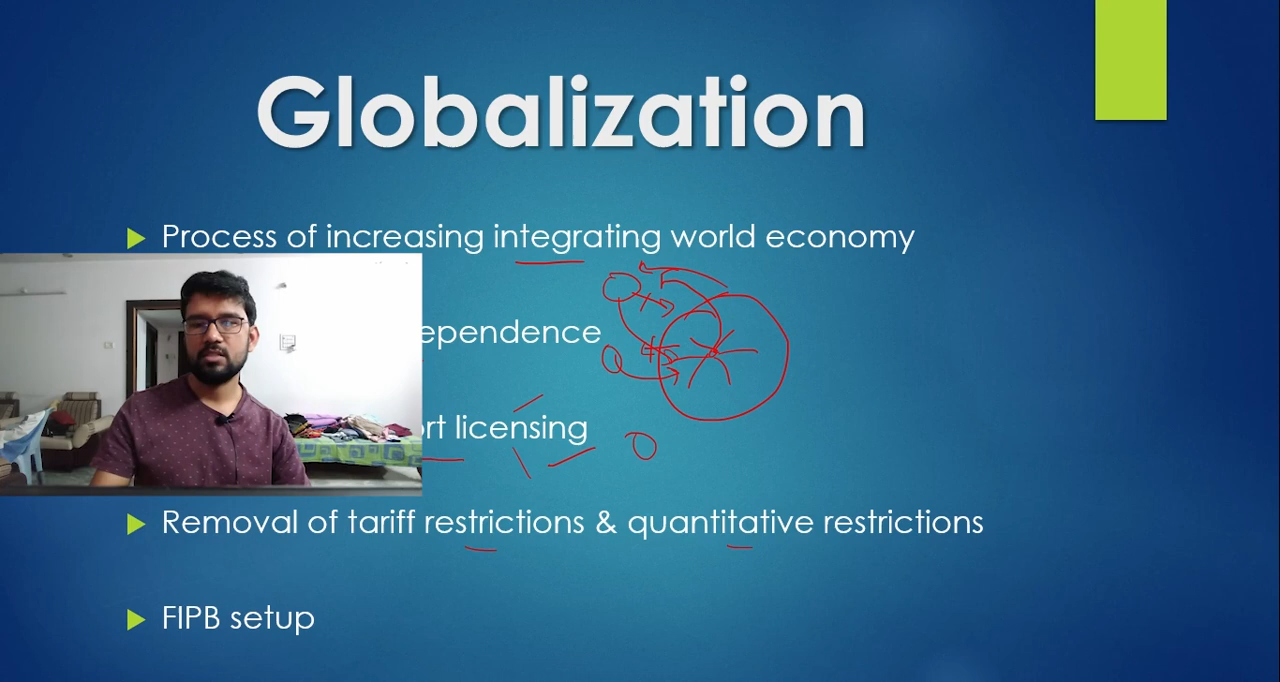 Globalization
Process of increasing integrating world economy
ependence
rt licensing
Removal of tariff restrictions & quantitative restrictions
FIPB setup